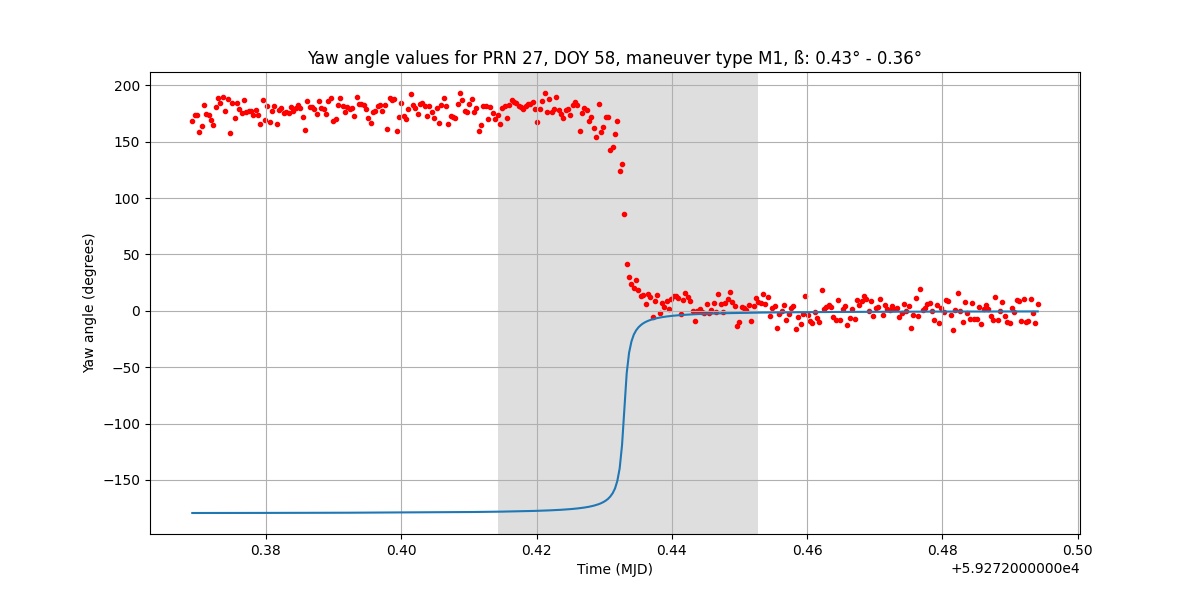 Yaw angle values for PRN 27, DOY 58, maneuver type M1, ß: 0.43° - 0.36°
200
150
100
50
0
−50
−100
−150
Yaw angle (degrees)
0.38 0.40 0.42 0.44 0.46 0.48 0.50
Time (MJD)
+5.9272000000e4